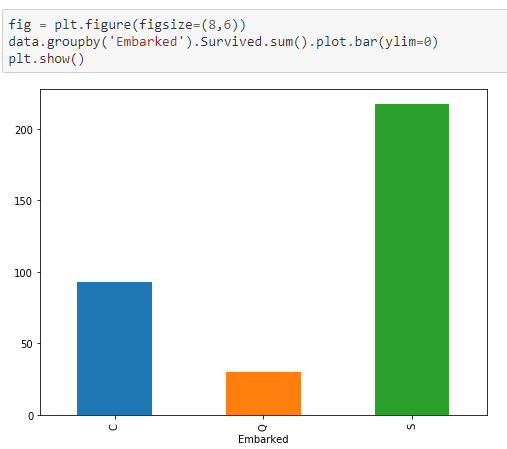 fig = plt.figure(figsize=(8,6))
data.groupby('Embarked').Survived.sum().plot.bar(ylim=0)
plt.show()
200
150
100
50
0
C Q S
Embarked